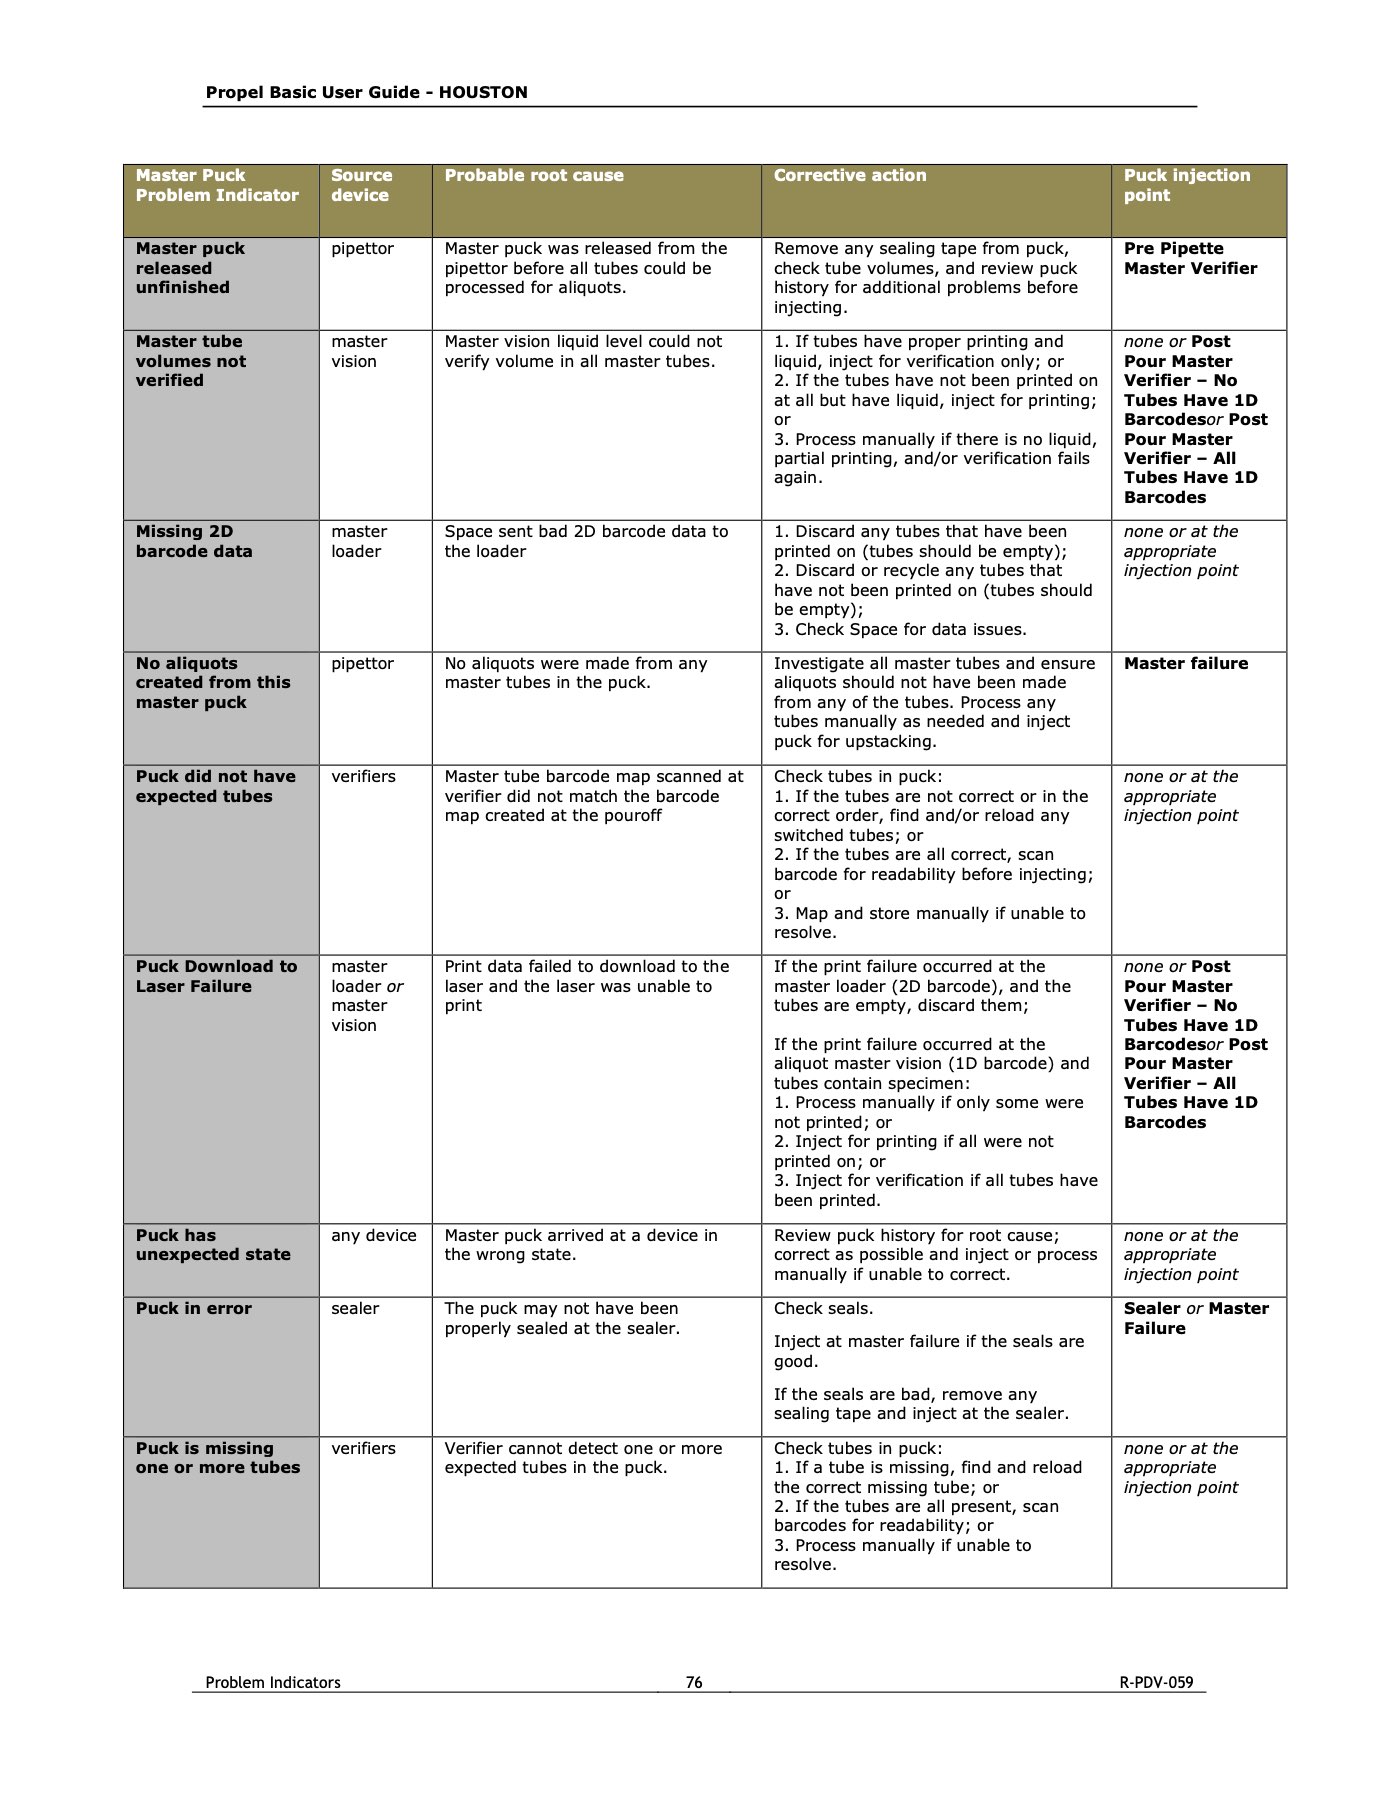 Propel Basic User Guide - HOUSTON
Master Puck
Problem Indicator
Source
device
Probable root cause
Corrective action
Puck injection
point
Master puck
released
unfinished
pipettor
Master puck was released from the
pipettor before all tubes could be
processed for aliquots.
Remove any sealing tape from puck,
check tube volumes, and review puck
history for additional problems before
injecting.
Pre Pipette
Master Verifier
Master tube
volumes not
verified
master
vision
Master vision liquid level could not
verify volume in all master tubes.
1. If tubes have proper printing and
liquid, inject for verification only; or
2. If the tubes have not been printed on
at all but have liquid, inject for printing;
or
3. Process manually if there is no liquid,
partial printing, and/or verification fails
again.
none or Post
Pour Master
Verifier – No
Tubes Have 1D
Barcodesor Post
Pour Master
Verifier – All
Tubes Have 1D
Barcodes
Missing 2D
barcode data
master
loader
Space sent bad 2D barcode data to
the loader
1. Discard any tubes that have been
printed on (tubes should be empty);
2. Discard or recycle any tubes that
have not been printed on (tubes should
be empty);
3. Check Space for data issues.
none or at the
appropriate
injection point
No aliquots
created from this
master puck
pipettor
No aliquots were made from any
master tubes in the puck.
Investigate all master tubes and ensure
aliquots should not have been made
from any of the tubes. Process any
tubes manually as needed and inject
puck for upstacking.
Master failure
Puck did not have
expected tubes
verifiers
Master tube barcode map scanned at
verifier did not match the barcode
map created at the pouroff
Check tubes in puck:
1. If the tubes are not correct or in the
correct order, find and/or reload any
switched tubes; or
2. If the tubes are all correct, scan
barcode for readability before injecting;
or
3. Map and store manually if unable to
resolve.
none or at the
appropriate
injection point
Puck Download to
Laser Failure
master
loader or
master
vision
Print data failed to download to the
laser and the laser was unable to
print
If the print failure occurred at the
master loader (2D barcode), and the
tubes are empty, discard them;
If the print failure occurred at the
aliquot master vision (1D barcode) and
tubes contain specimen:
1. Process manually if only some were
not printed; or
2. Inject for printing if all were not
printed on; or
3. Inject for verification if all tubes have
been printed.
none or Post
Pour Master
Verifier – No
Tubes Have 1D
Barcodesor Post
Pour Master
Verifier – All
Tubes Have 1D
Barcodes
Puck has
unexpected state
any device
Master puck arrived at a device in
the wrong state.
Review puck history for root cause;
correct as possible and inject or process
manually if unable to correct.
none or at the
appropriate
injection point
Puck in error
sealer
The puck may not have been
properly sealed at the sealer.
Check seals.
Inject at master failure if the seals are
good.
If the seals are bad, remove any
sealing tape and inject at the sealer.
Sealer or Master
Failure
Puck is missing
one or more tubes
verifiers
Verifier cannot detect one or more
expected tubes in the puck.
Check tubes in puck:
1. If a tube is missing, find and reload
the correct missing tube; or
2. If the tubes are all present, scan
barcodes for readability; or
3. Process manually if unable to
resolve.
none or at the
appropriate
injection point
Problem Indicators
76
R-PDV-059